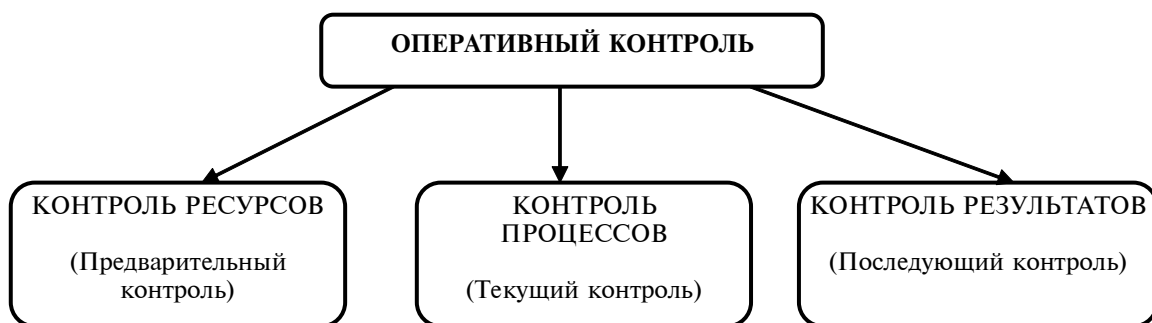 ОПЕРАТИВНЫЙ КОНТРОЛЬ
КОНТРОЛЬ РЕСУРСОВ
(Предварительный
контроль)
КОНТРОЛЬ
ПРОЦЕССОВ
(Текущий контроль)
КОНТРОЛЬ РЕЗУЛЬТАТОВ
(Последующий контроль)